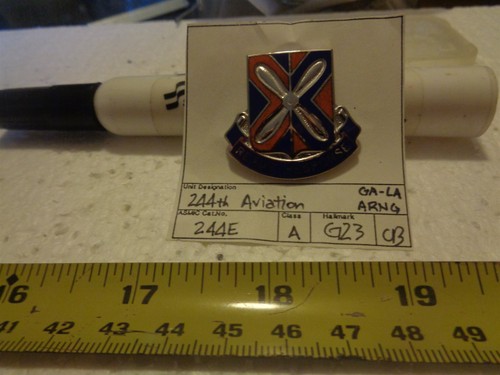 Unit Designation
244th Aviation
GA-LA
ARNG
ASMIC Cat.No. Class Hallmark
244E A G23 CB
16 17 18 19
41 42 43 44 45 46 47 48 49